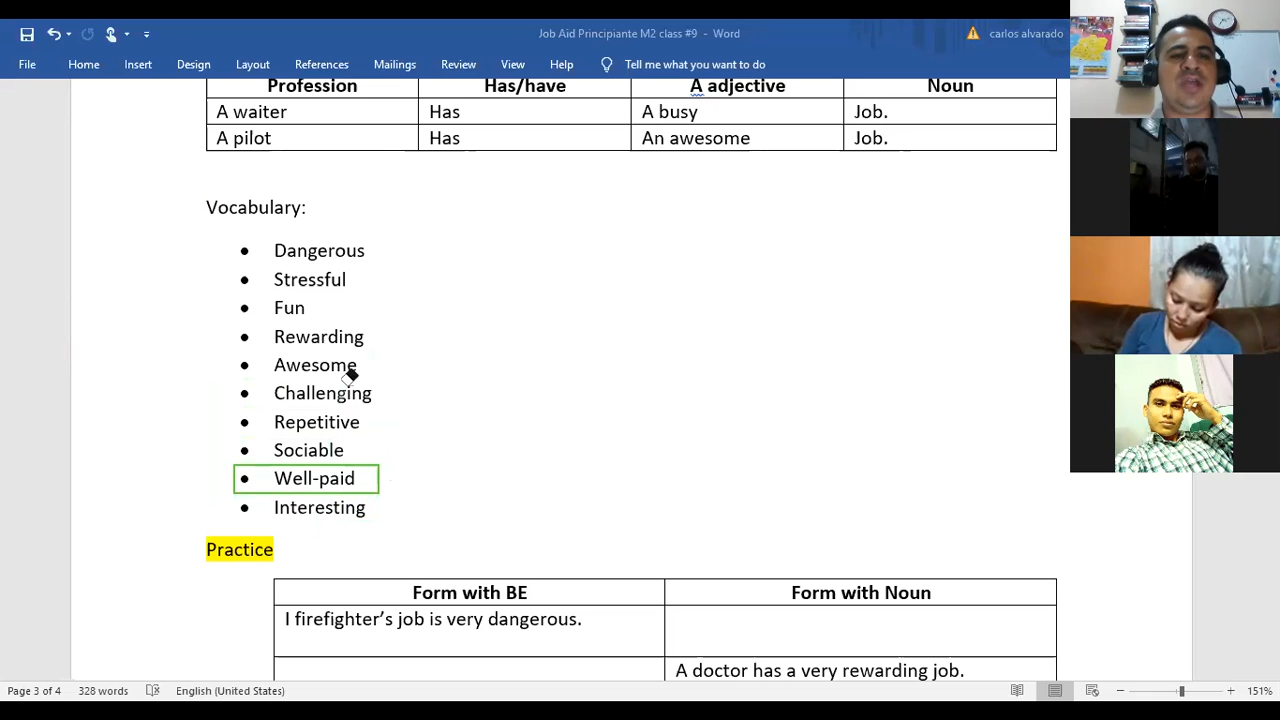 Job Aid Principiante M2 class #9 - Word
carlos alvarado
File Home Insert Design Layout References Mailings Review View Help Tell me what you want to do
Profession Has/have A adjective Noun
A waiter Has A busy Job.
A pilot Has An awesome Job.
Vocabulary:
Dangerous
Stressful
Fun
Rewarding
Awesome
Challenging
Repetitive
Sociable
Well-paid
Interesting
Practice
Form with BE Form with Noun
I firefighter’s job is very dangerous.
A doctor has a very rewarding job.
Page 3 of 4 328 words English (United States) 151%